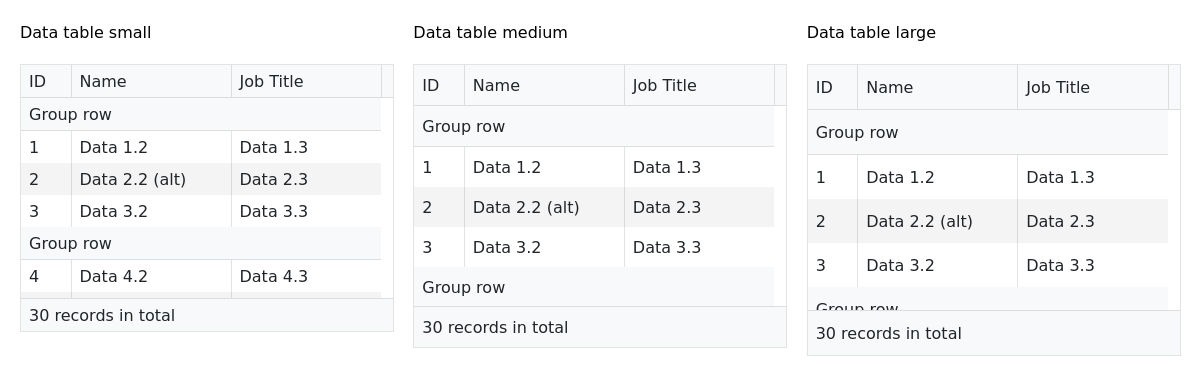 Data table small
ID Name Job Title
Group row
1 Data 1.2 Data 1.3
2 Data 2.2 (alt) Data 2.3
3 Data 3.2 Data 3.3
Group row
4 Data 4.2 Data 4.3
30 records in total
Data table medium
ID Name Job Title
Group row
1 Data 1.2 Data 1.3
2 Data 2.2 (alt) Data 2.3
3 Data 3.2 Data 3.3
Group row
30 records in total
Data table large
ID Name Job Title
Group row
1 Data 1.2 Data 1.3
2 Data 2.2 (alt) Data 2.3
3 Data 3.2 Data 3.3
Group row
30 records in total